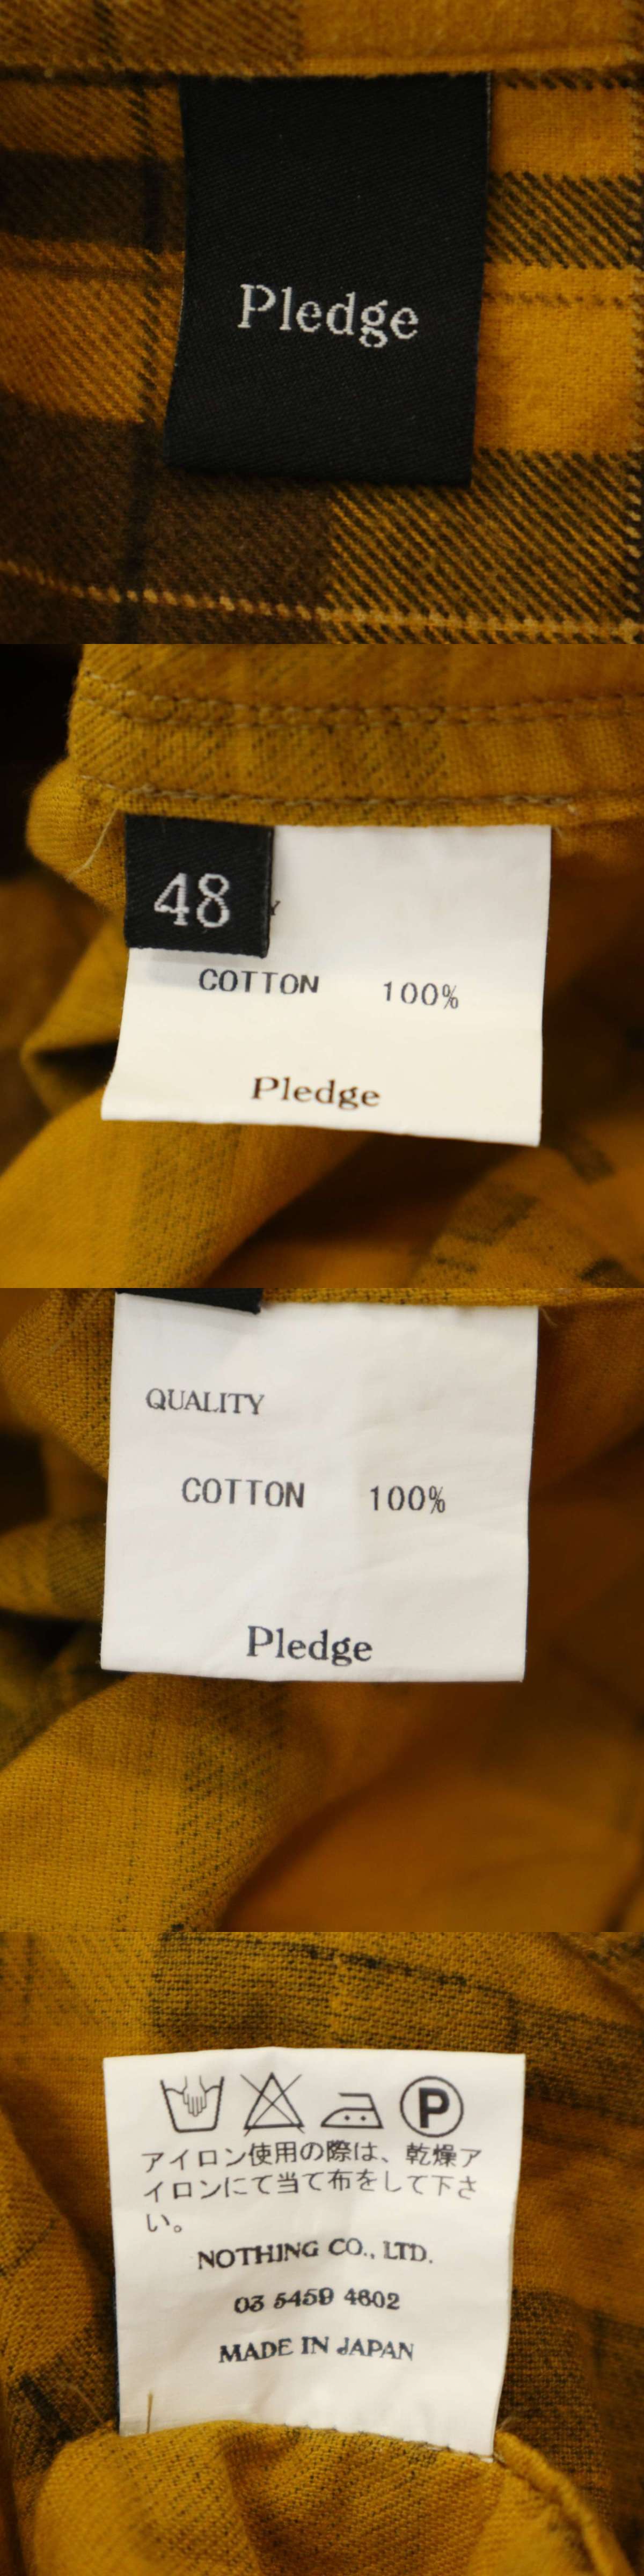 Pledge
48
Y
COTTON 100%
Pledge
QUALITY
COTTON 100%
Pledge
P
アイロン使用の際は、乾燥ア
イロンにて当て布をして下さ
い。
NOTHING CO., LTD.
03 5459 4602
MADE IN JAPAN